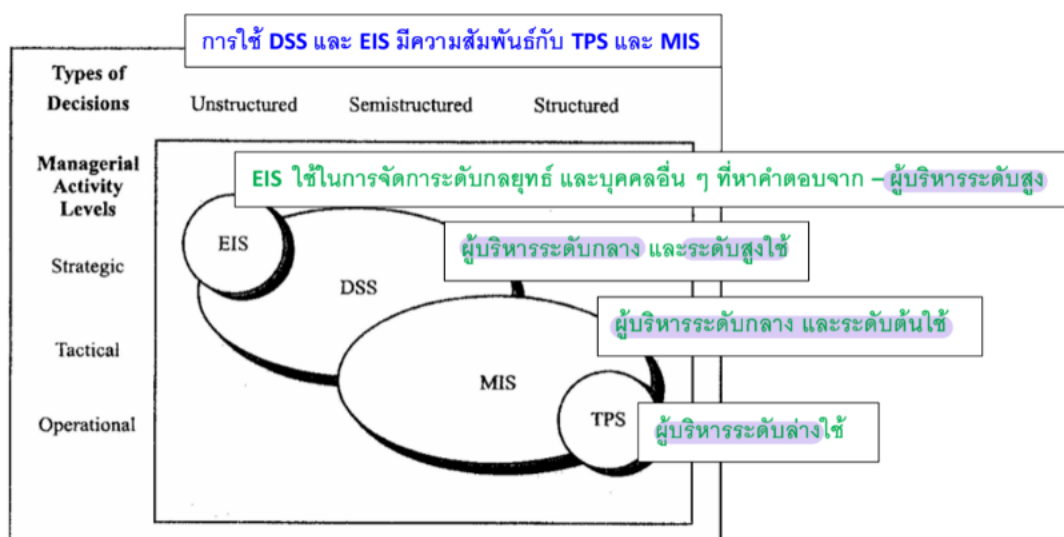 การใช้ DSS และ EIS มีความสัมพันธ์กับ TPS และ MIS
Types of
Decisions
Unstructured
Semistructured
Structured
Managerial
Activity
Levels
EIS ใช้ในการจัดการะดับกลยุทธ์ และบุคคลอื่น ๆ ที่หาคำตอบจาก – ผู้บริหารระดับสูง
EIS
ผู้บริหารระดับกลาง และระดับสูงใช้
Strategic
DSS
ผู้บริหารระดับกลาง และระดับต้นใช้
Tactical
MIS
Operational
TPS
ผู้บริหารระดับล่างใช้